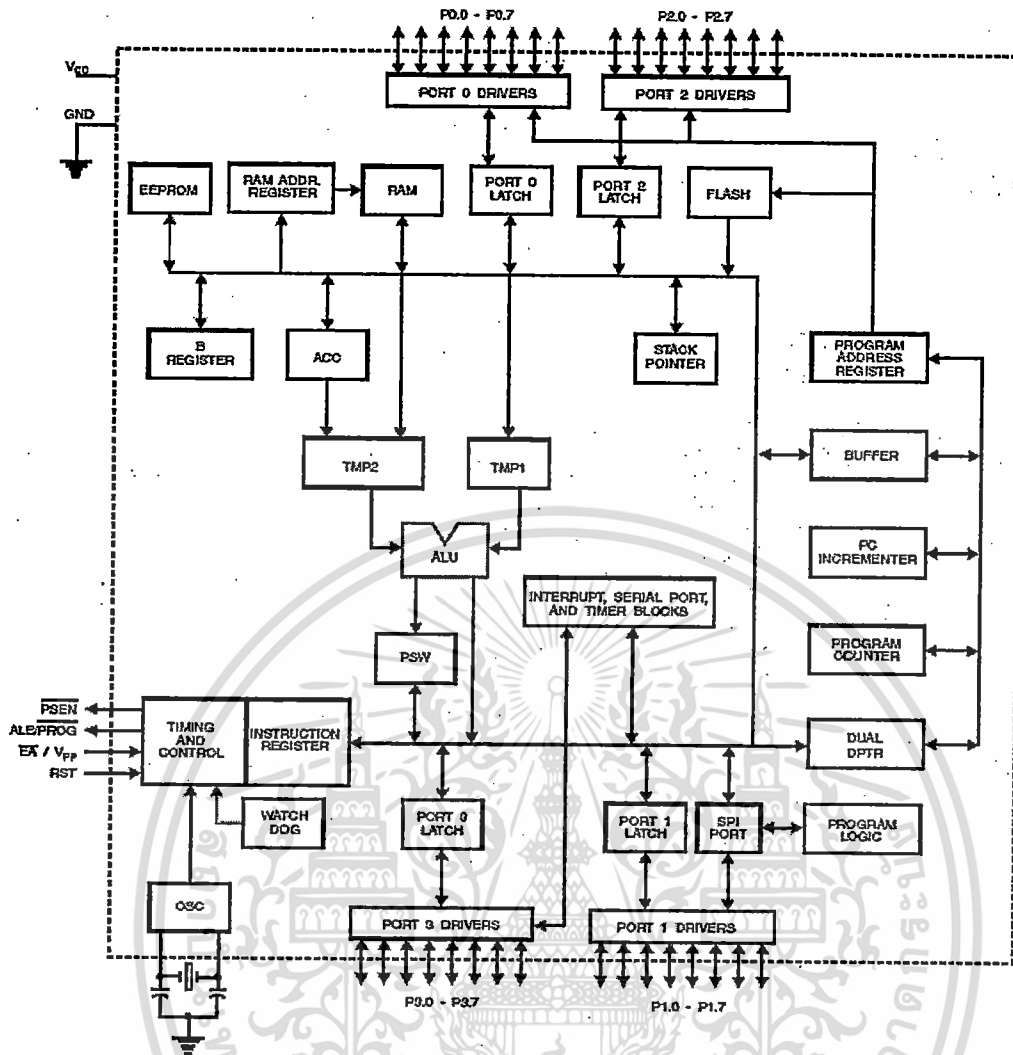 P0.0 - P0.7
P2.0 - P2.7
VCC
GND
PORT 0 DRIVERS
PORT 2 DRIVERS
EEPROM
RAM ADDR.
REGISTER
RAM
PORT 0
LATCH
PORT 2
LATCH
FLASH
B
REGISTER
ACC
STACK
POINTER
PROGRAM
ADDRESS
REGISTER
TMP2
TMP1
BUFFER
ALU
PC
INCREMENTER
INTERRUPT, SERIAL PORT,
AND TIMER BLOCKS
PSW
PROGRAM
COUNTER
PSEN
ALE/PROG
EA / VPP
RST
TIMING
AND
CONTROL
INSTRUCTION
REGISTER
DUAL
DPTR
WATCH
DOG
PORT 0
LATCH
PORT 1
LATCH
SPI
PORT
PROGRAM
LOGIC
OSC
PORT 3 DRIVERS
PORT 1 DRIVERS
P3.0 - P3.7
P1.0 - P1.7